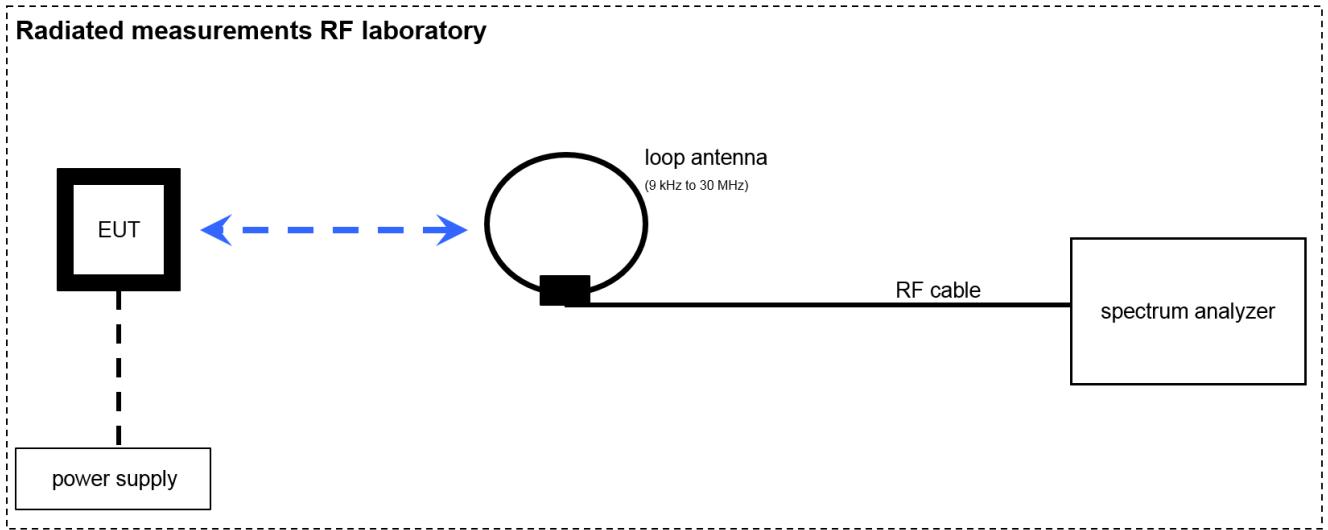 Radiated measurements RF laboratory
loop antenna
(9 kHz to 30 MHz)
EUT
RF cable
spectrum analyzer
power supply